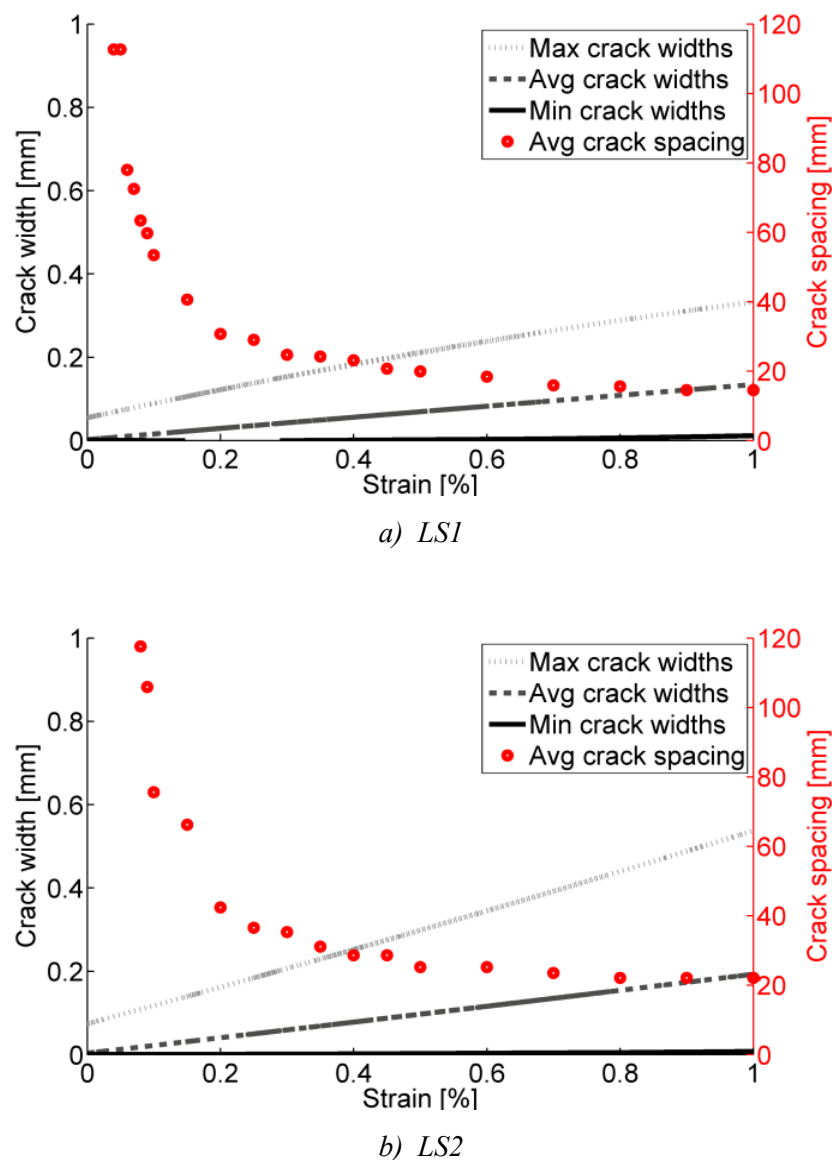 1
0.8
0.6
0.4
0.2
0
Crack width [mm]
Max crack widths
Avg crack widths
Min crack widths
Avg crack spacing
120
100
80
60
40
20
0
Crack spacing [mm]
0 0.2 0.4 0.6 0.8 1
Strain [%]
a) LS1
1
0.8
0.6
0.4
0.2
0
Crack width [mm]
Max crack widths
Avg crack widths
Min crack widths
Avg crack spacing
120
100
80
60
40
20
0
Crack spacing [mm]
0 0.2 0.4 0.6 0.8 1
Strain [%]
b) LS2